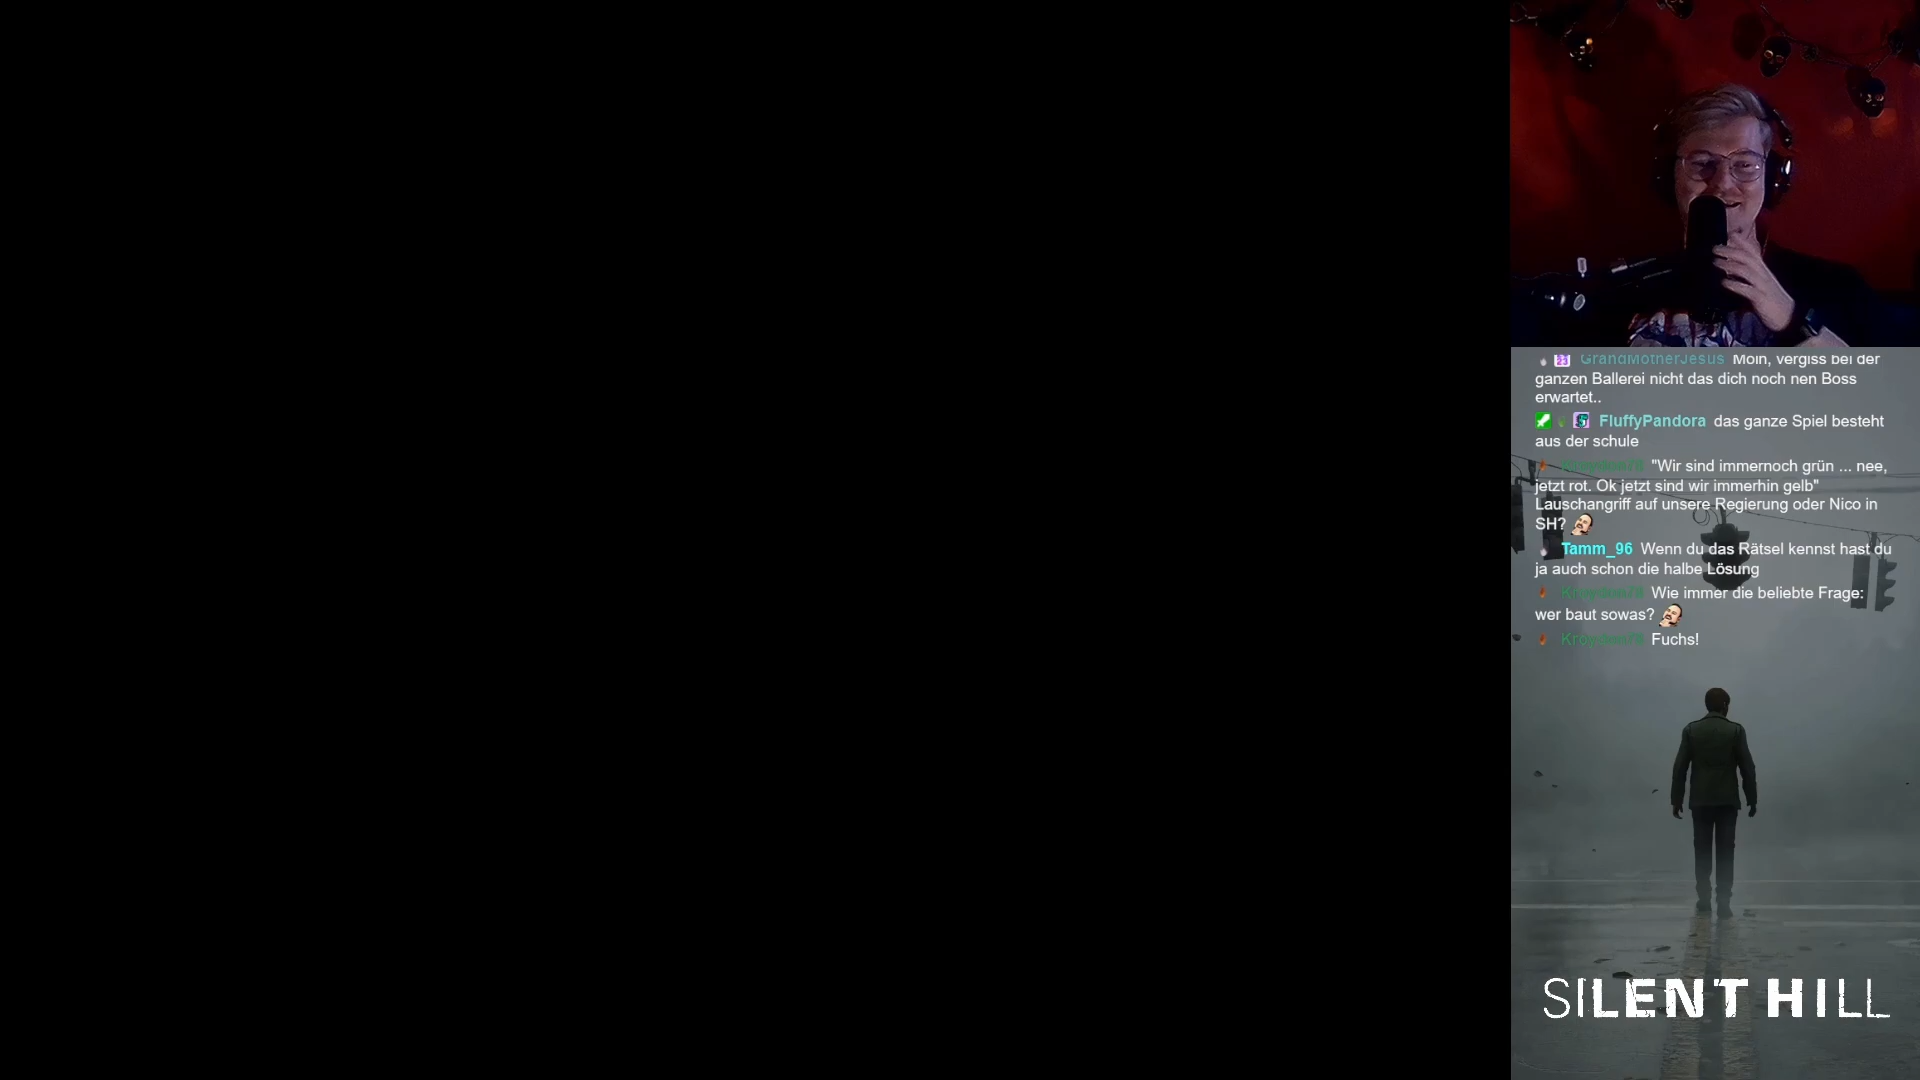 GrandMotherJesus Moin, vergiss bei der
ganzen Ballerei nicht das dich noch nen Boss
erwartet..
FluffyPandora das ganze Spiel besteht
aus der schule
"Wir sind immernoch grün ... nee,
jetzt rot. Ok jetzt sind wir immerhin gelb"
Lauschangriff auf unsere Regierung oder Nico in
SH?
Tamm_96 Wenn du das Rätsel kennst hast du
ja auch schon die halbe Lösung
Wie immer die beliebte Frage:
wer baut sowas?
Fuchs!
SILENT HILL